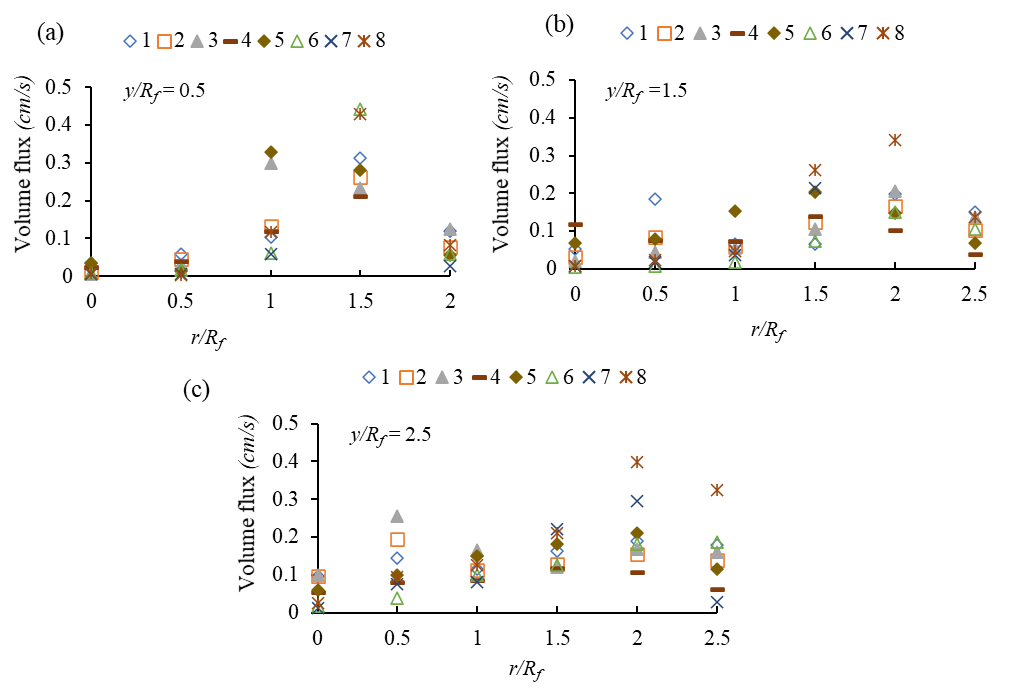 (a)
1 2 3 4 5 6 7 8
y/Rf = 0.5
Volume flux (cm/s)
0.5
0.4
0.3
0.2
0.1
0
0 0.5 1 1.5 2
r/Rf
(b)
1 2 3 4 5 6 7 8
y/Rf =1.5
Volume flux (cm/s)
0.5
0.4
0.3
0.2
0.1
0
0 0.5 1 1.5 2 2.5
r/Rf
(c)
1 2 3 4 5 6 7 8
y/Rf = 2.5
Volume flux (cm/s)
0.5
0.4
0.3
0.2
0.1
0
0 0.5 1 1.5 2 2.5
r/Rf